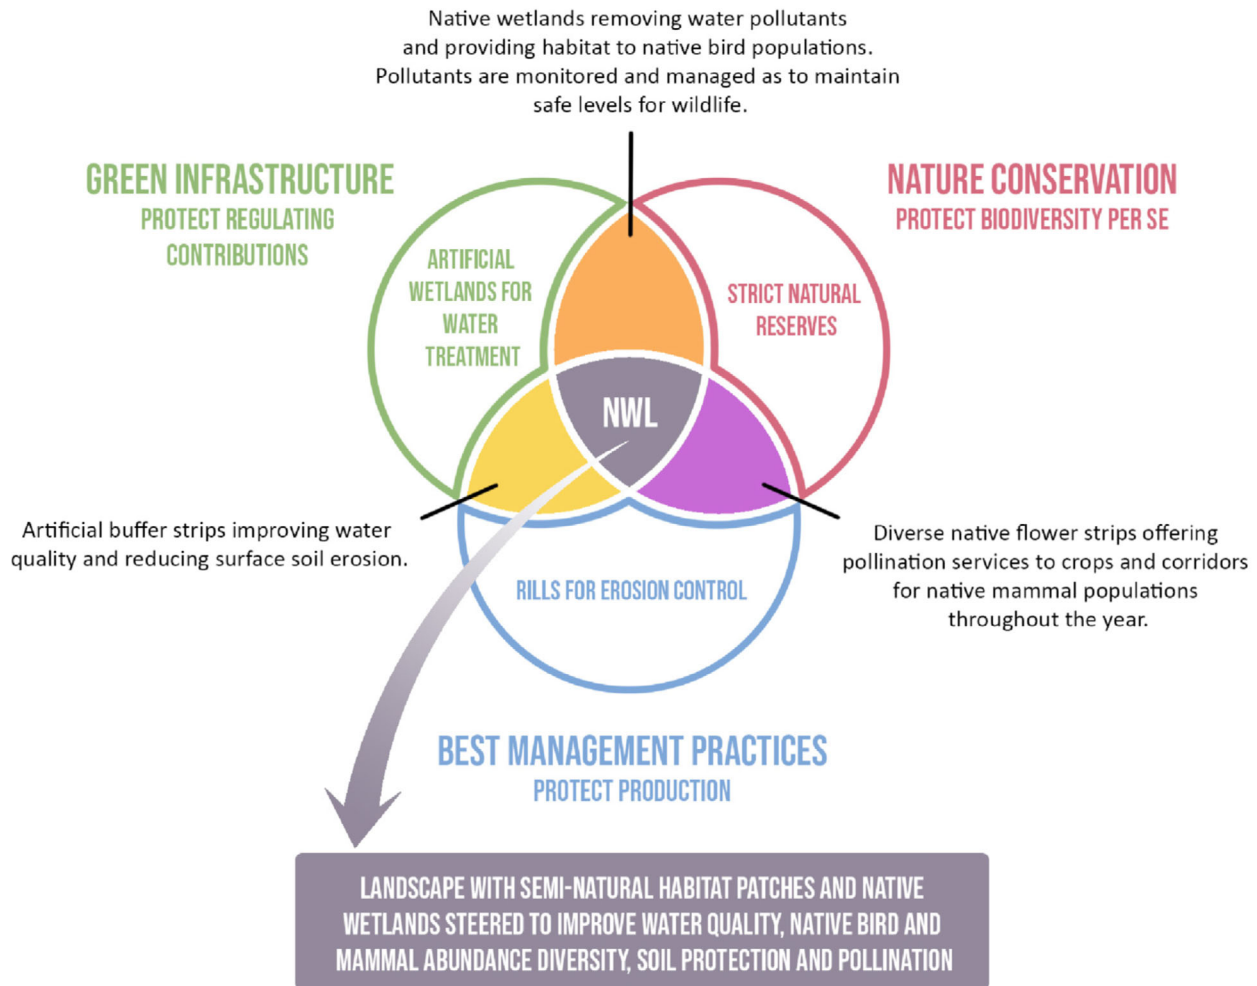 Native wetlands removing water pollutants
and providing habitat to native bird populations.
Pollutants are monitored and managed as to maintain
safe levels for wildlife.
GREEN INFRASTRUCTURE
PROTECT REGULATING
CONTRIBUTIONS
NATURE CONSERVATION
PROTECT BIODIVERSITY PER SE
ARTIFICIAL
WETLANDS FOR
WATER
TREATMENT
STRICT NATURAL
RESERVES
NWL
Artificial buffer strips improving water
quality and reducing surface soil erosion.
Diverse native flower strips offering
pollination services to crops and corridors
for native mammal populations
throughout the year.
RILLS FOR EROSION CONTROL
BEST MANAGEMENT PRACTICES
PROTECT PRODUCTION
LANDSCAPE WITH SEMI-NATURAL HABITAT PATCHES AND NATIVE
WETLANDS STEERED TO IMPROVE WATER QUALITY, NATIVE BIRD AND
MAMMAL ABUNDANCE DIVERSITY, SOIL PROTECTION AND POLLINATION